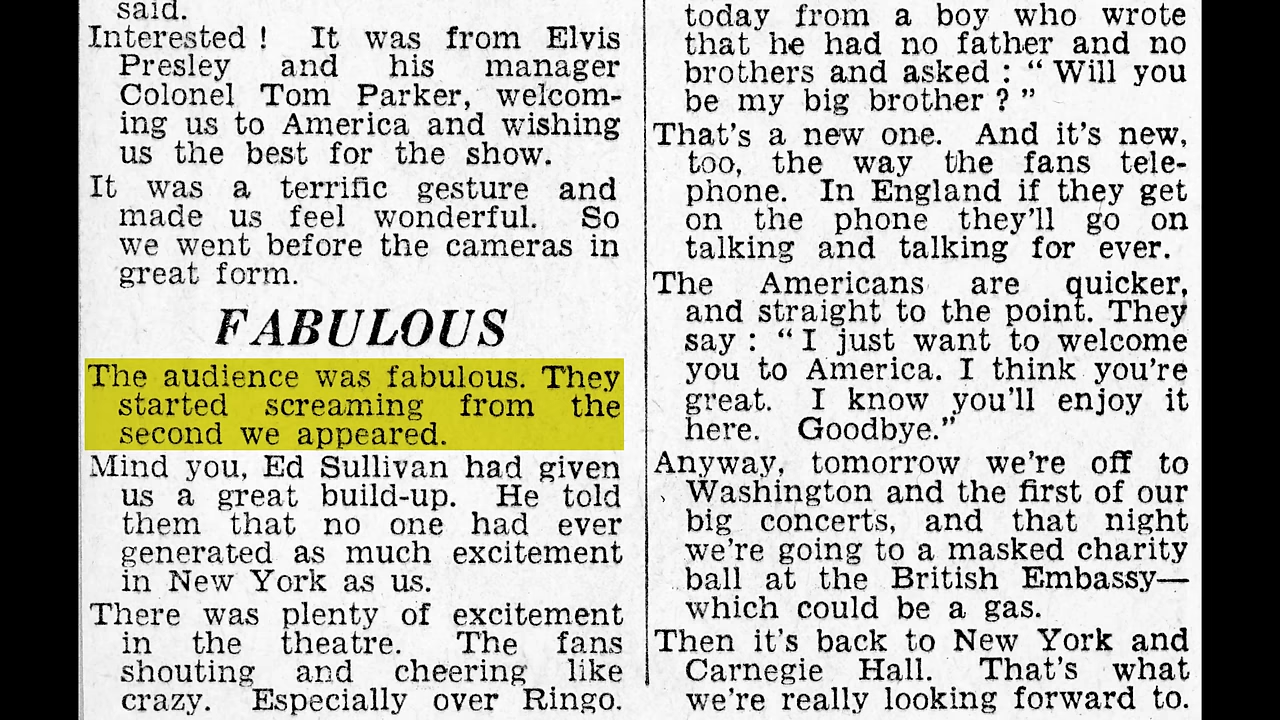 said.
Interested ! It was from Elvis
Presley and his manager
Colonel Tom Parker, welcom-
ing us to America and wishing
us the best for the show.
It was a terrific gesture and
made us feel wonderful. So
we went before the cameras in
great form.
FABULOUS
The audience was fabulous. They
started screaming from the
second we appeared.
Mind you, Ed Sullivan had given
us a great build-up. He told
them that no one had ever
generated as much excitement
in New York as us.
There was plenty of excitement
in the theatre. The fans
shouting and cheering like
crazy. Especially over Ringo.
today from a boy who wrote
that he had no father and no
brothers and asked : “ Will you
be my big brother ? ”
That's a new one. And it's new,
too, the way the fans tele-
phone. In England if they get
on the phone they'll go on
talking and talking for ever.
The Americans are quicker,
and straight to the point. They
say : “ I just want to welcome
you to America. I think you're
great. I know you'll enjoy it
here. Goodbye.”
Anyway, tomorrow we're off to
Washington and the first of our
big concerts, and that night
we're going to a masked charity
ball at the British Embassy—
which could be a gas.
Then it's back to New York and
Carnegie Hall. That's what
we're really looking forward to.